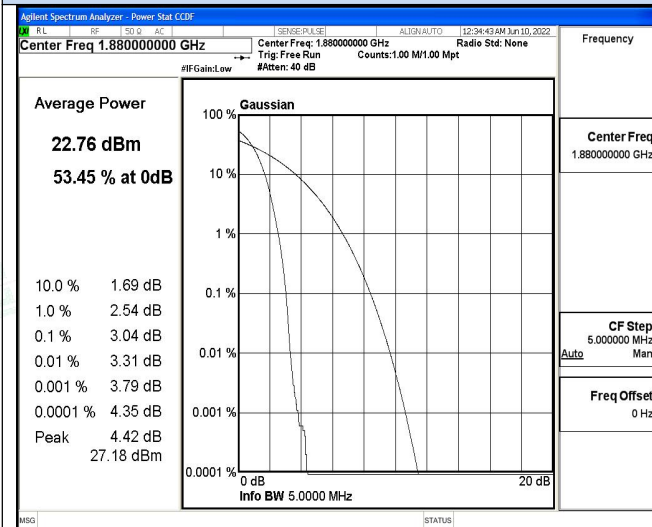 Agilent Spectrum Analyzer - Power Stat CCDF
RL RF 50 Ω AC SENSE:PULSE ALIGN AUTO 12:34:43 AM Jun 10, 2022
Center Freq 1.880000000 GHz
Center Freq: 1.880000000 GHz Radio Std: None
Trig: Free Run Counts:1.00 M/1.00 Mpt
#IFGain:Low #Atten: 40 dB
Frequency
Average Power
22.76 dBm
53.45 % at 0dB
10.0 % 1.69 dB
1.0 % 2.54 dB
0.1 % 3.04 dB
0.01 % 3.31 dB
0.001 % 3.79 dB
0.0001 % 4.35 dB
Peak 4.42 dB
27.18 dBm
Gaussian
100 %
10 %
1 %
0.1 %
0.01 %
0.001 %
0.0001 %
0 dB 20 dB
Info BW 5.0000 MHz
Center Freq
1.880000000 GHz
CF Step
5.000000 MHz
Auto Man
Freq Offset
0 Hz
MSG STATUS